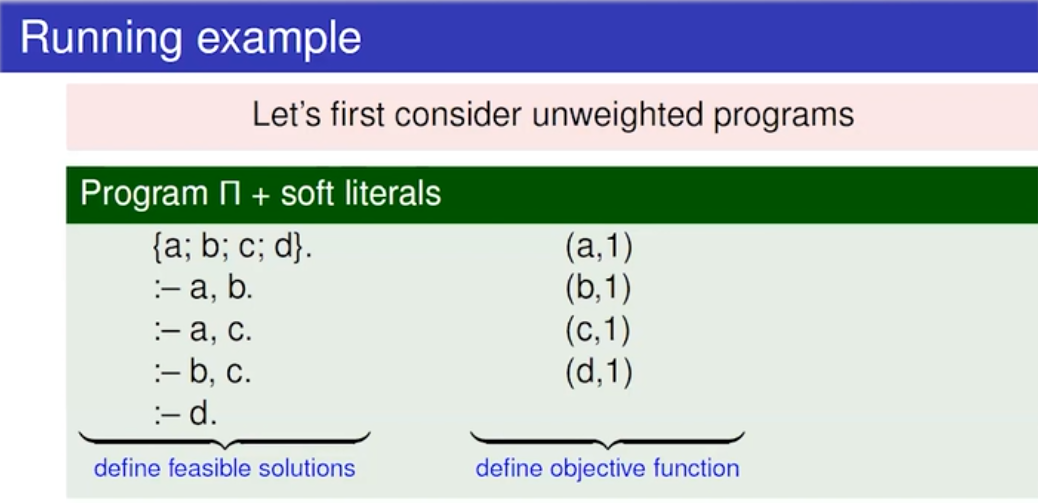 Running example
Let's first consider unweighted programs
Program Π + soft literals
{a; b; c; d}. (a,1)
:– a, b. (b,1)
:– a, c. (c,1)
:– b, c. (d,1)
:– d.
define feasible solutions define objective function